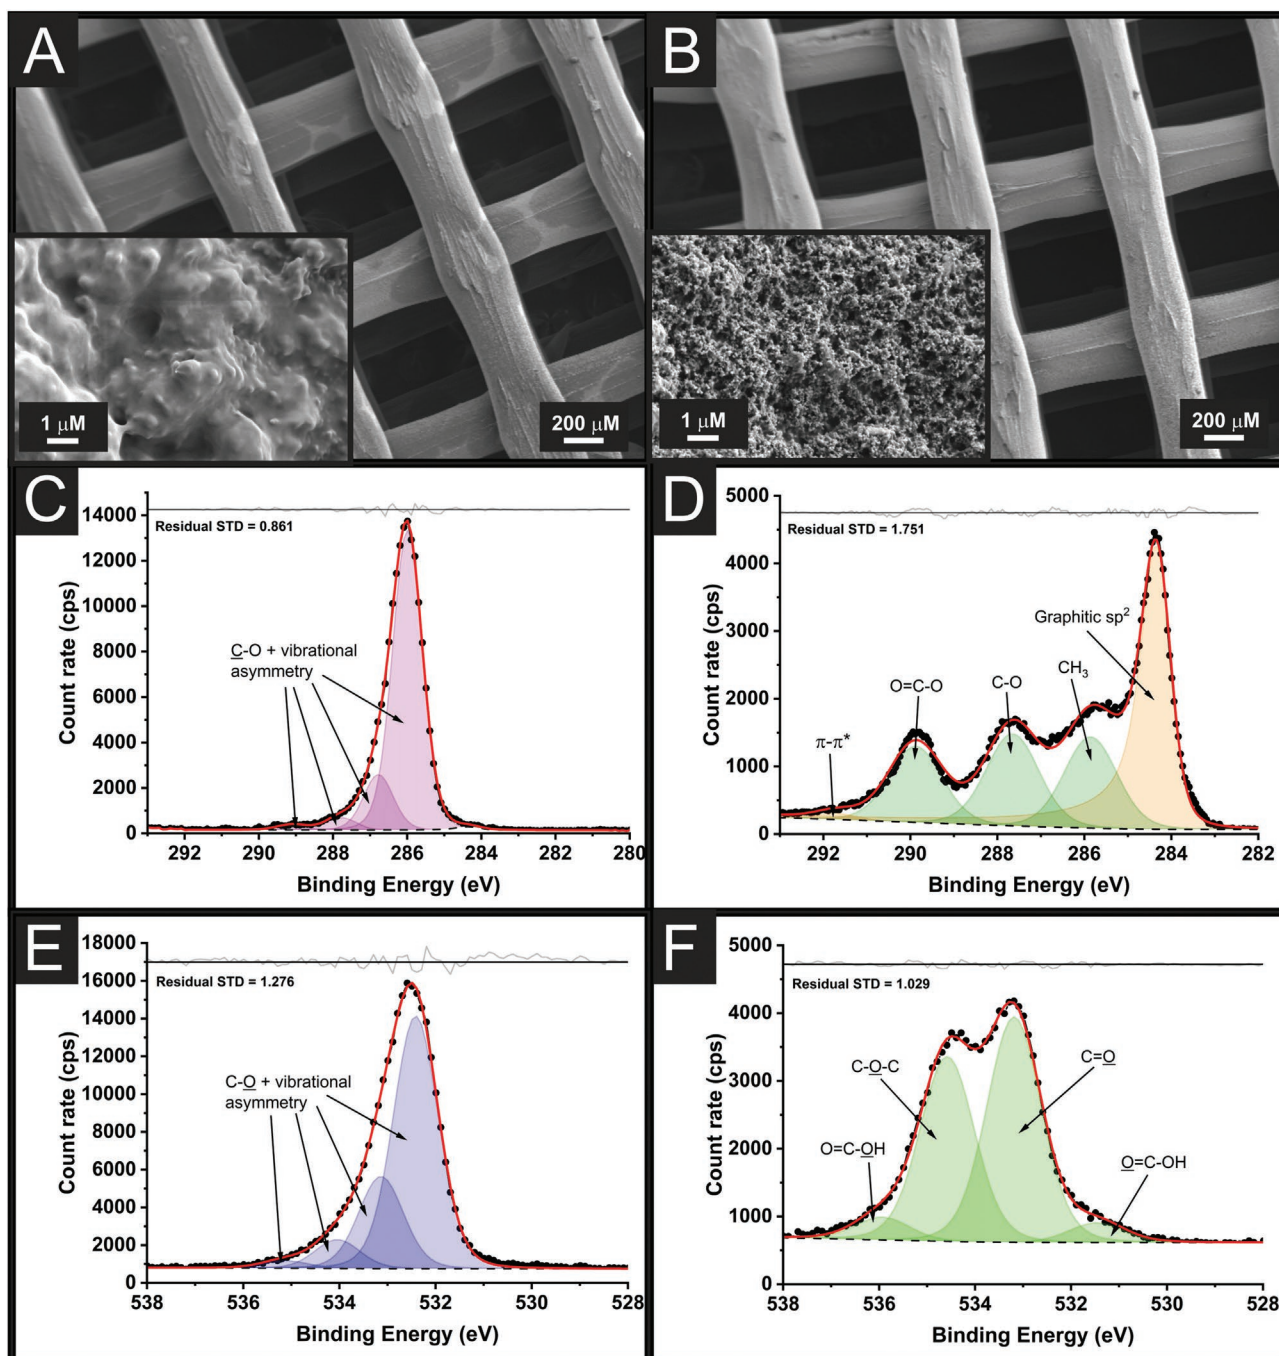 A
1 μM
200 μM
B
1 μM
200 μM
C
Residual STD = 0.861
C-O + vibrational
asymmetry
Count rate (cps)
14000
12000
10000
8000
6000
4000
2000
0
292
290
288
286
284
282
280
Binding Energy (eV)
D
Residual STD = 1.751
Graphitic sp²
CH₃
C-O
O=C-O
π-π*
Count rate (cps)
5000
4000
3000
2000
1000
0
292
290
288
286
284
282
Binding Energy (eV)
E
Residual STD = 1.276
C-O + vibrational
asymmetry
Count rate (cps)
18000
16000
14000
12000
10000
8000
6000
4000
2000
0
538
536
534
532
530
528
Binding Energy (eV)
F
Residual STD = 1.029
C-O-C
C=O
O=C-OH
O=C-OH
Count rate (cps)
5000
4000
3000
2000
1000
0
538
536
534
532
530
528
Binding Energy (eV)